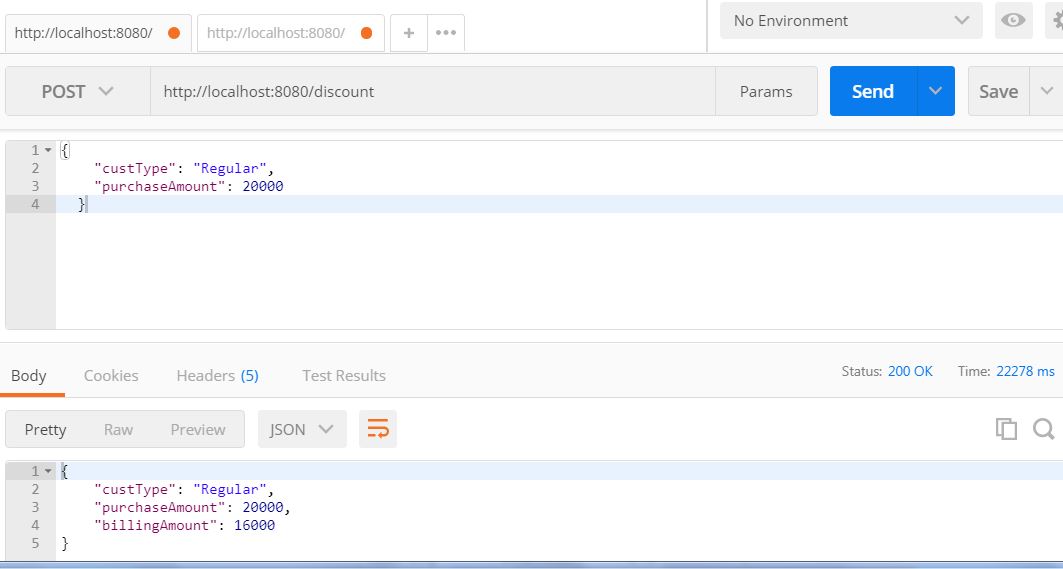 http://localhost:8080/ http://localhost:8080/ + ••• No Environment
POST http://localhost:8080/discount Params Send Save
1 {
2 "custType": "Regular",
3 "purchaseAmount": 20000
4 }
Body Cookies Headers (5) Test Results Status: 200 OK Time: 22278 ms
Pretty Raw Preview JSON
1 {
2 "custType": "Regular",
3 "purchaseAmount": 20000,
4 "billingAmount": 16000
5 }